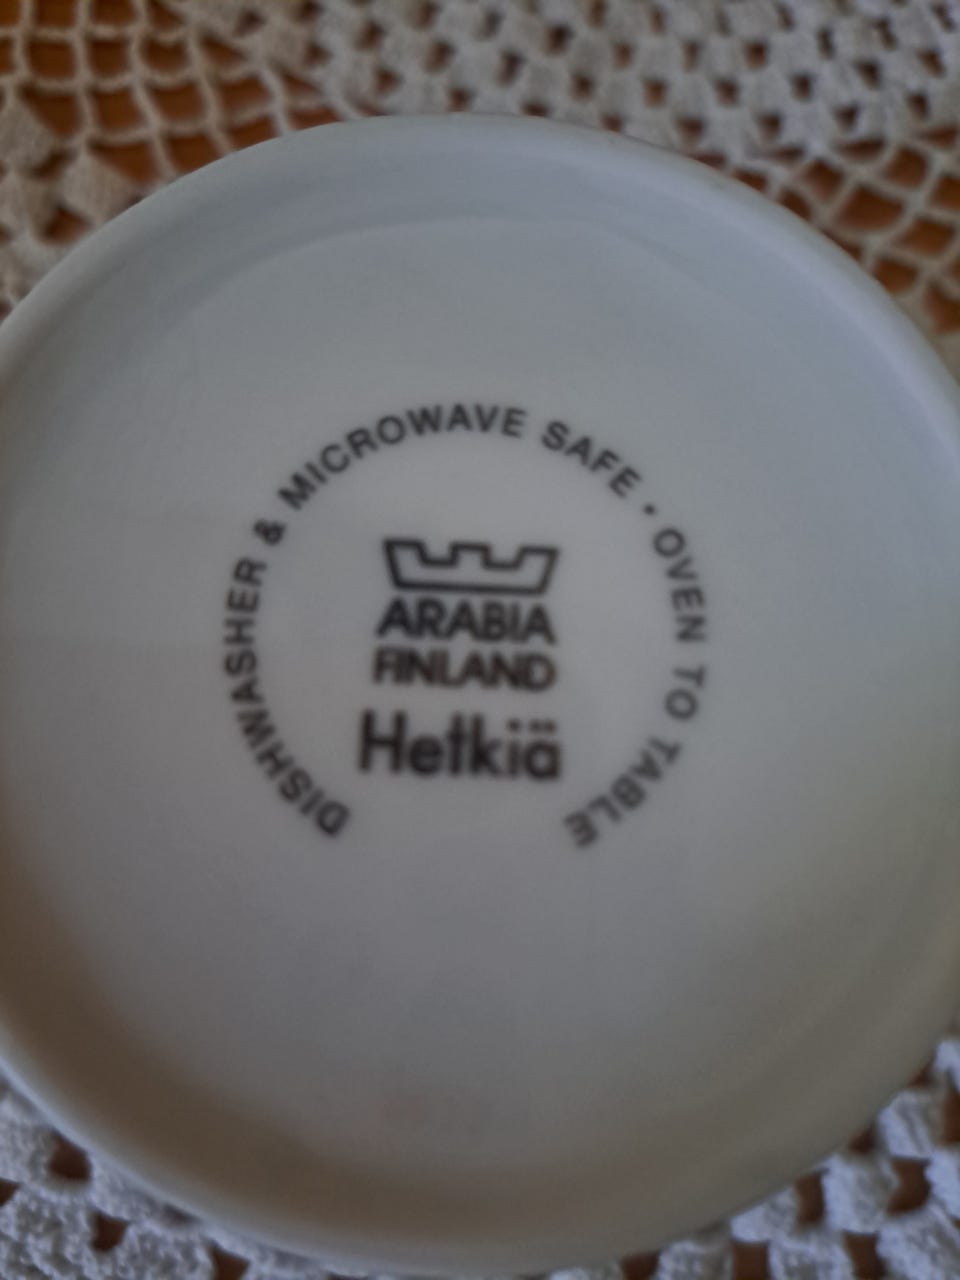 DISHWASHER & MICROWAVE SAFE • OVEN TO TABLE
ARABIA
FINLAND
Hetkiä